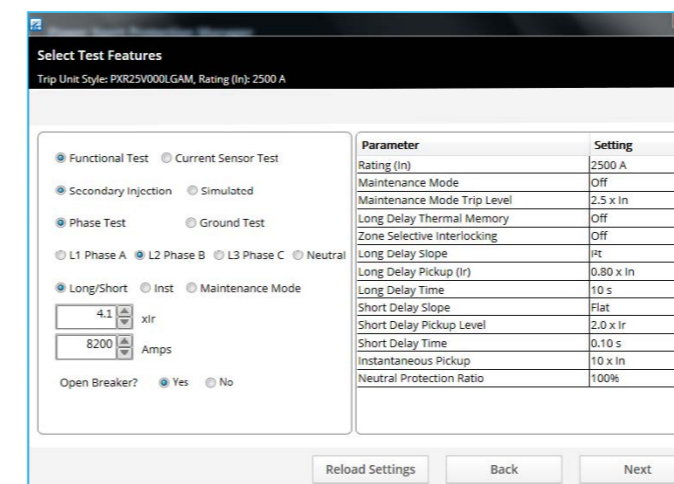 Select Test Features
Trip Unit Style: PXR25V000LGAM, Rating (In): 2500 A
Functional Test Current Sensor Test
Secondary Injection Simulated
Phase Test Ground Test
L1 Phase A L2 Phase B L3 Phase C Neutral
Long/Short Inst Maintenance Mode
4.1 xIr
8200 Amps
Open Breaker? Yes No
Parameter Setting
Rating (In) 2500 A
Maintenance Mode Off
Maintenance Mode Trip Level 2.5 x In
Long Delay Thermal Memory Off
Zone Selective Interlocking Off
Long Delay Slope I²t
Long Delay Pickup (Ir) 0.80 x In
Long Delay Time 10 s
Short Delay Slope Flat
Short Delay Pickup Level 2.0 x Ir
Short Delay Time 0.10 s
Instantaneous Pickup 10 x In
Neutral Protection Ratio 100%
Reload Settings Back Next